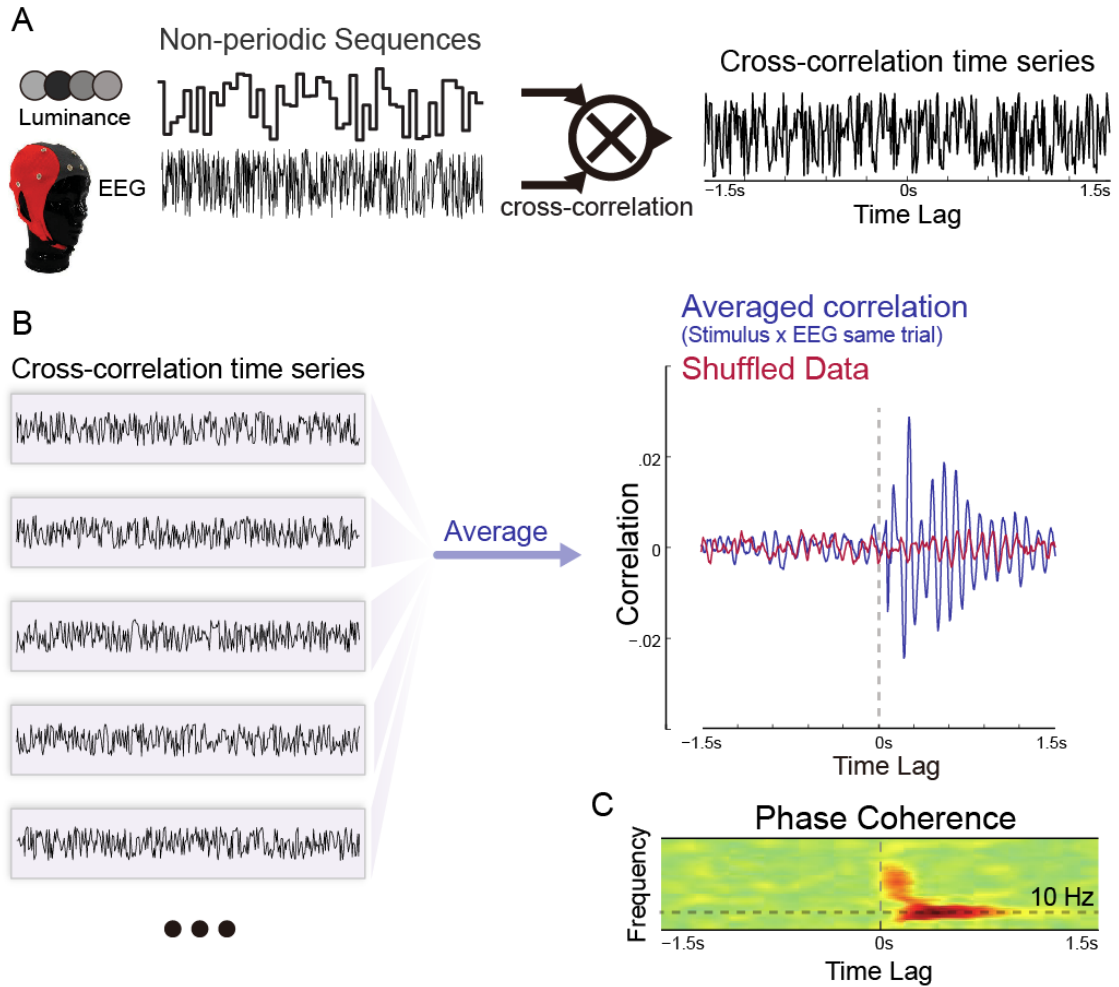 A
Non-periodic Sequences
Luminance
EEG
cross-correlation
Cross-correlation time series
−1.5s 0s 1.5s
Time Lag
B
Cross-correlation time series
Average
Averaged correlation
(Stimulus x EEG same trial)
Shuffled Data
Correlation
.02
0
-.02
−1.5s 0s 1.5s
Time Lag
C
Phase Coherence
Frequency
10 Hz
−1.5s 0s 1.5s
Time Lag